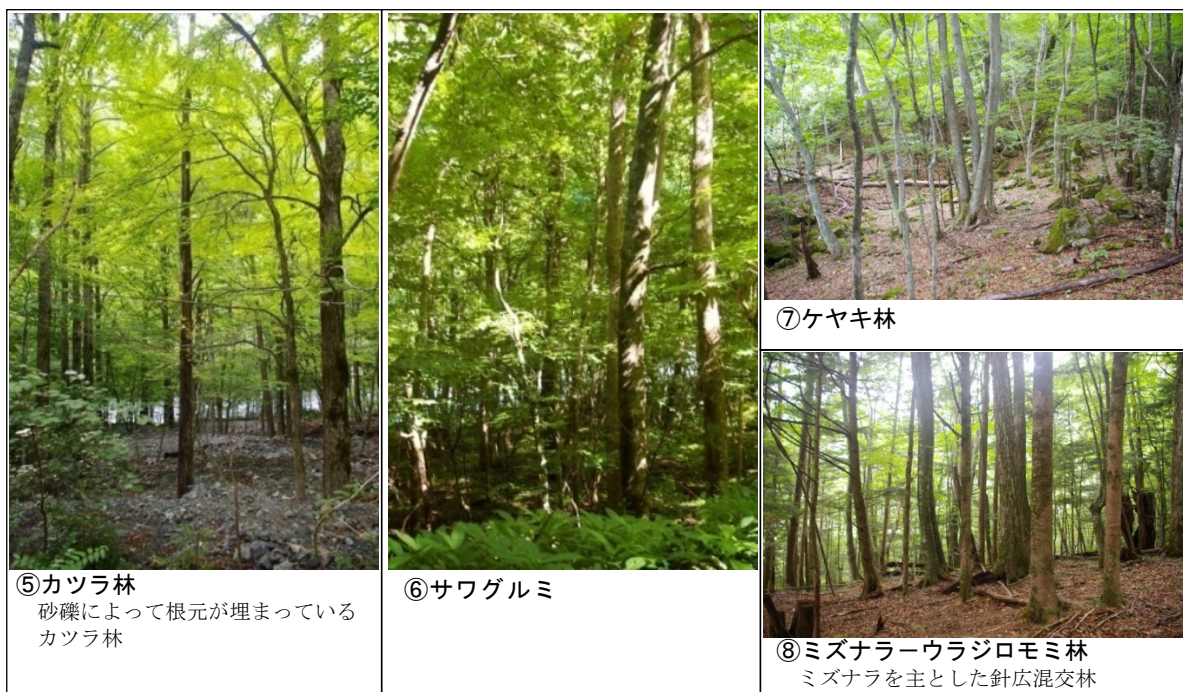 ⑤カツラ林
砂礫によって根元が埋まっている
カツラ林
⑥サワグルミ
⑦ケヤキ林
⑧ミズナラーウラジロモミ林
ミズナラを主とした針広混交林